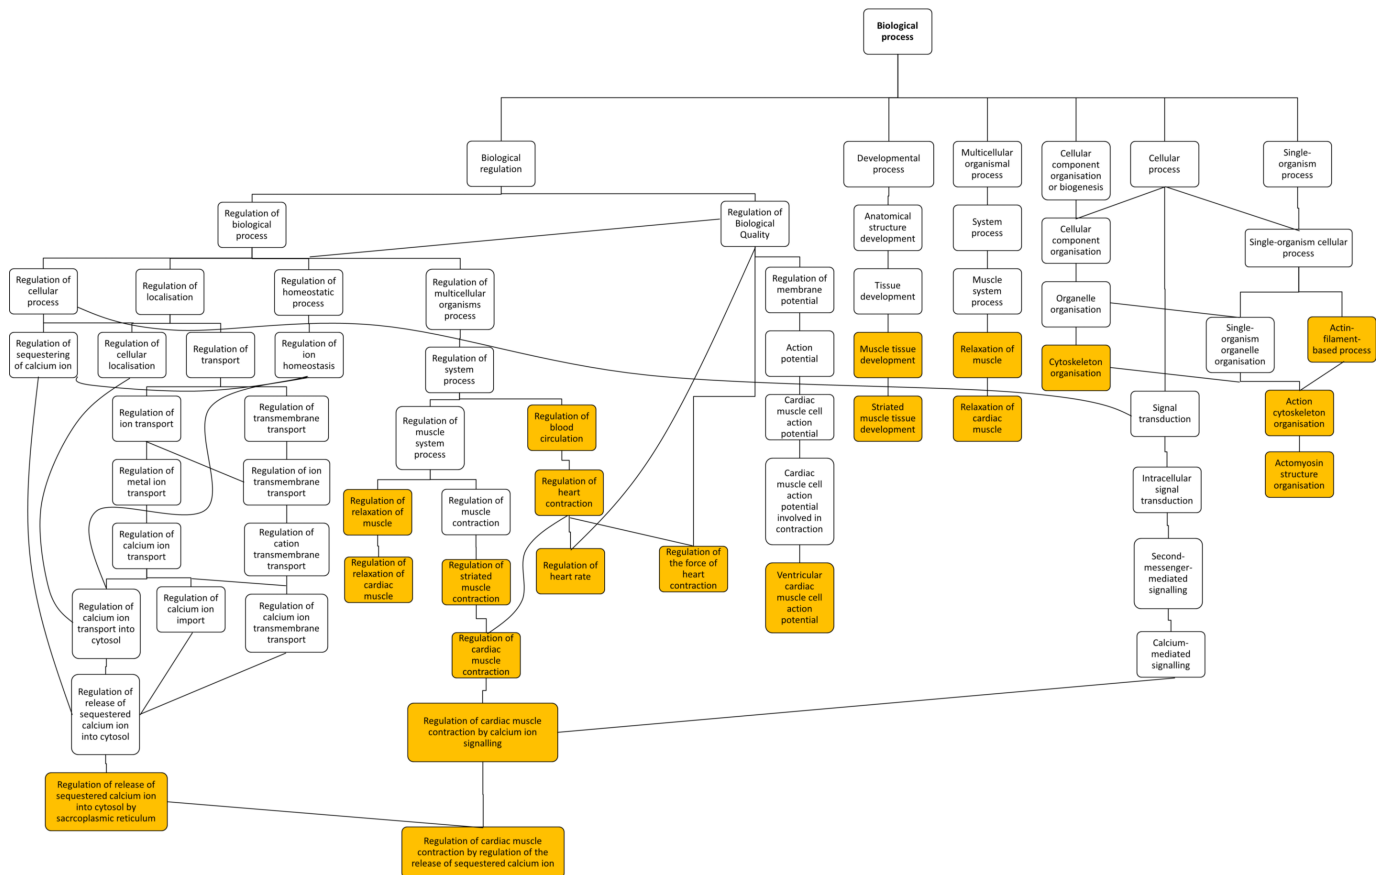 Biological
process
Biological
regulation
Developmental
process
Multicellular
organismal
process
Cellular
component
organisation
or biogenesis
Cellular
process
Single-
organism
process
Regulation of
biological
process
Regulation of
Biological
Quality
Anatomical
structure
development
System
process
Cellular
component
organisation
Single-organism cellular
process
Regulation of
cellular
process
Regulation of
localisation
Regulation of
homeostatic
process
Regulation of
multicellular
organisms
process
Regulation of
membrane
potential
Tissue
development
Muscle
system
process
Organelle
organisation
Single-
organism
organelle
organisation
Actin-
filament-
based process
Regulation of
sequestering
of calcium ion
Regulation of
cellular
localisation
Regulation of
transport
Regulation of
ion
homeostasis
Regulation of
system
process
Action
potential
Muscle tissue
development
Relaxation of
muscle
Cytoskeleton
organisation
Regulation of
ion transport
Regulation of
transmembrane
transport
Regulation of
muscle
system
process
Regulation of
blood
circulation
Cardiac
muscle cell
action
potential
Striated
muscle tissue
development
Relaxation of
cardiac
muscle
Signal
transduction
Action
cytoskeleton
organisation
Regulation of
metal ion
transport
Regulation of ion
transmembrane
transport
Regulation of
relaxation of
muscle
Regulation of
muscle
contraction
Regulation of
heart
contraction
Cardiac
muscle cell
action
potential
involved in
contraction
Intracellular
signal
transduction
Actomyosin
structure
organisation
Regulation of
calcium ion
transport
Regulation of
cation
transmembrane
transport
Regulation of
relaxation of
cardiac
muscle
Regulation of
striated
muscle
contraction
Regulation of
heart rate
Regulation of
the force of
heart
contraction
Ventricular
cardiac
muscle cell
action
potential
Second-
messenger-
mediated
signalling
Regulation of
calcium ion
transport into
cytosol
Regulation of
calcium ion
import
Regulation of
calcium ion
transmembrane
transport
Regulation of
cardiac
muscle
contraction
Calcium-
mediated
signalling
Regulation of
release of
sequestered
calcium ion
into cytosol
Regulation of cardiac muscle
contraction by calcium ion
signalling
Regulation of release of
sequestered calcium ion
into cytosol by
sacrcoplasmic reticulum
Regulation of cardiac muscle
contraction by regulation of the
release of sequestered calcium ion